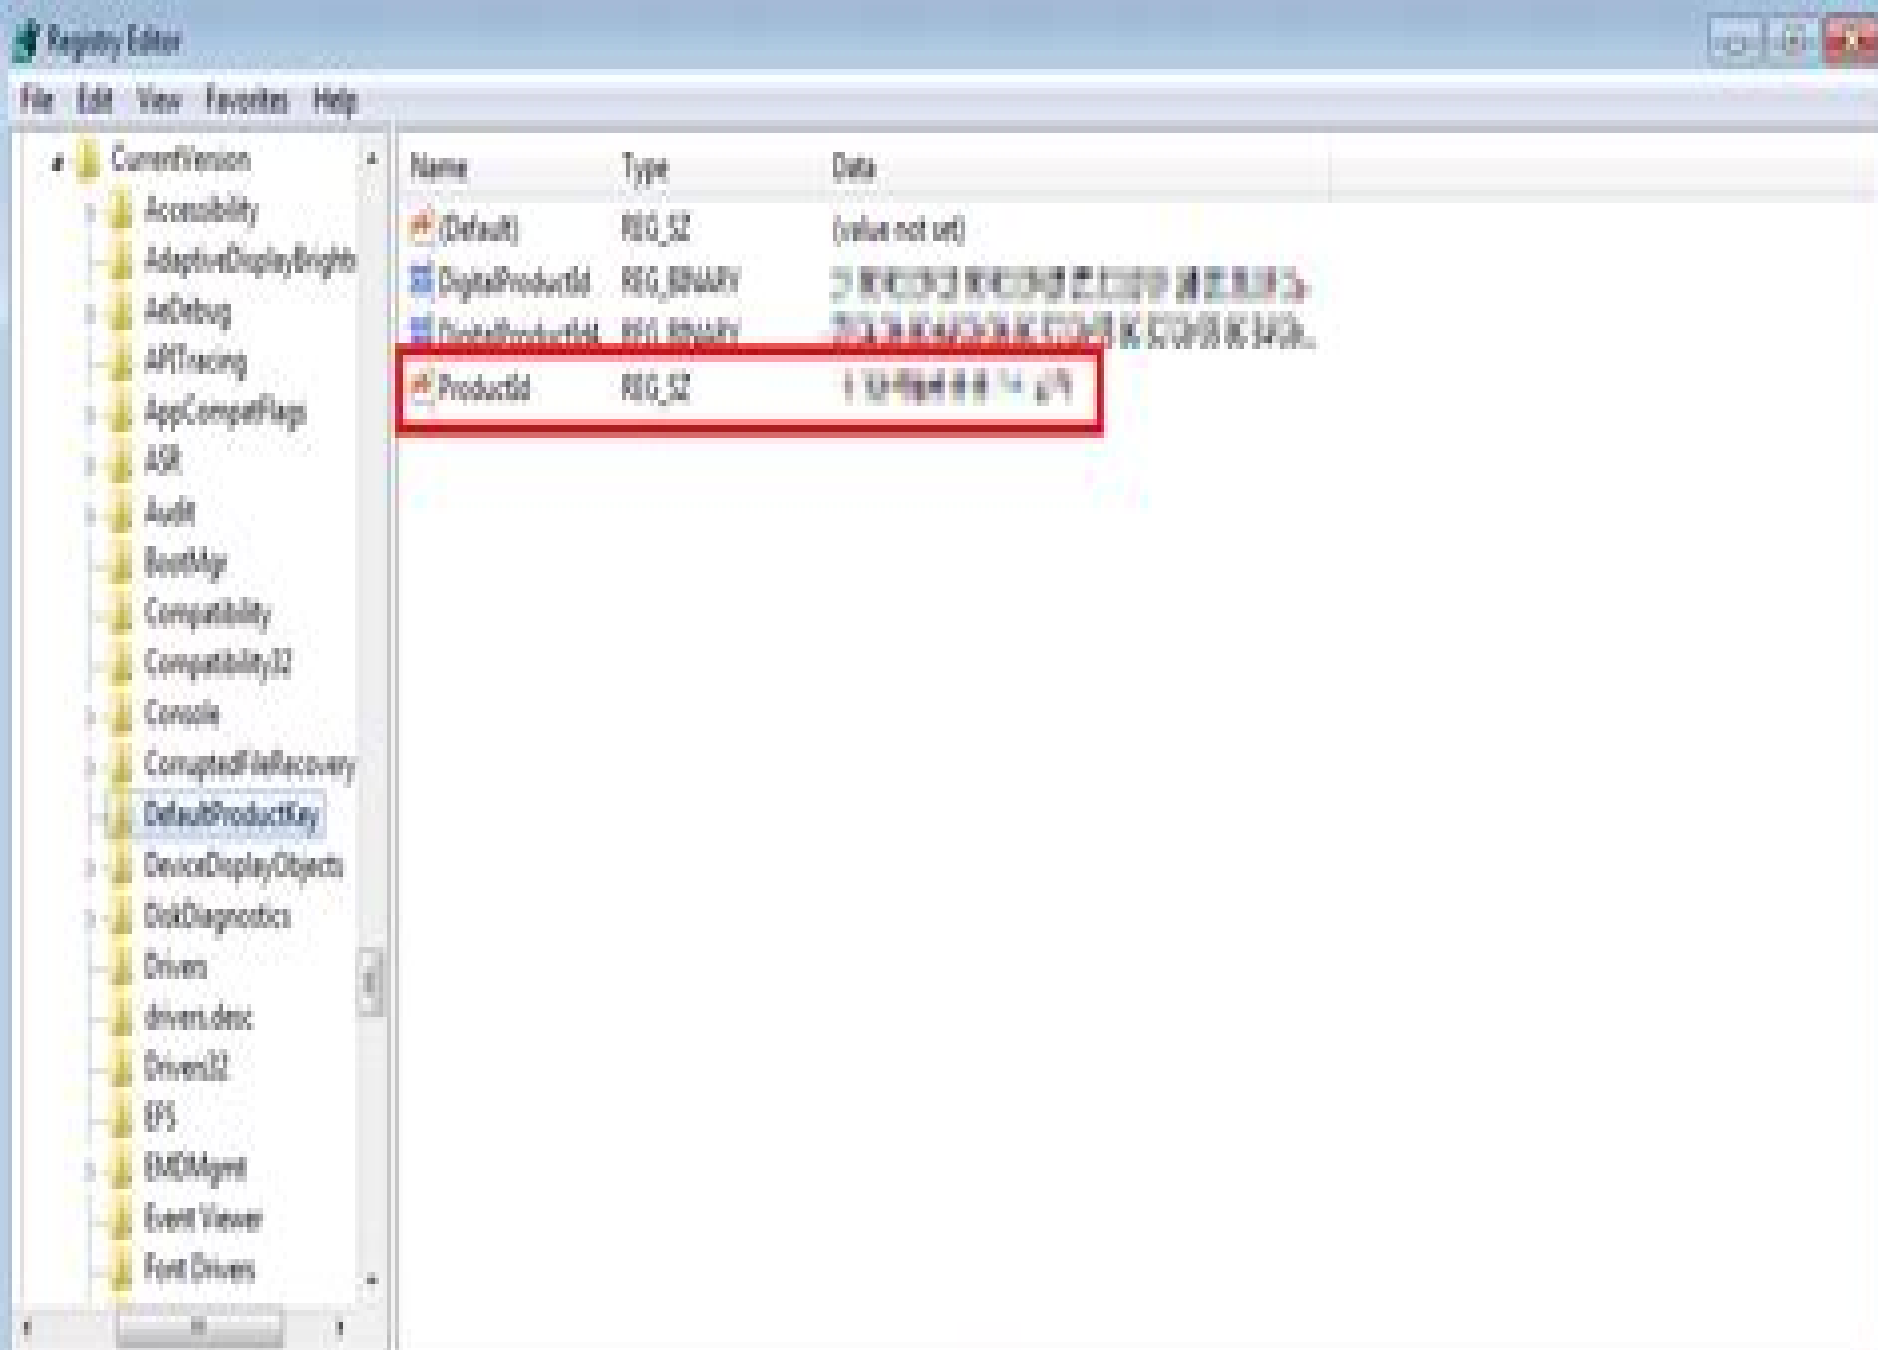 Registry Editor
File Edit View Favorites Help
CurrentVersion
Accessibility
AdaptiveDisplayBrightn
AeDebug
APITracing
AppCompatFlags
ASR
Audit
BootMgr
Compatibility
Compatibility32
Console
CorruptedFileRecovery
DefaultProductKey
DeviceDisplayObjects
DiskDiagnostics
Drivers
drivers.desc
Drivers32
EFS
EMDMgmt
Event Viewer
Font Drivers
Name Type Data
(Default) REG_SZ (value not set)
DigitalProductId REG_BINARY
DigitalProductId4 REG_BINARY
ProductId REG_SZ